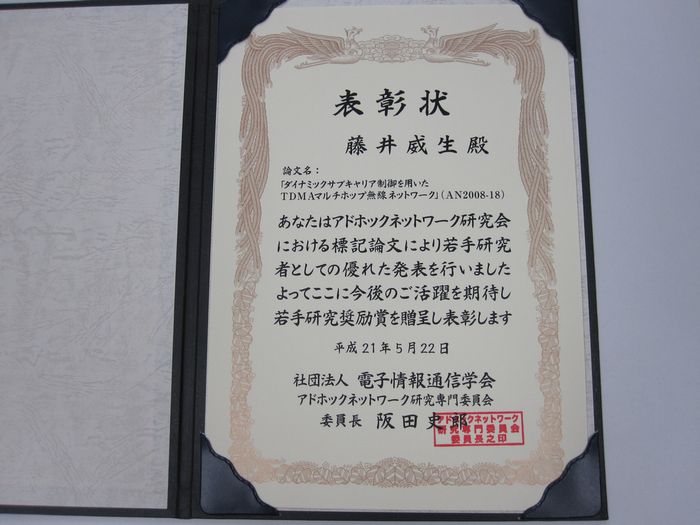 表彰状
藤井威生殿
論文名：
「ダイナミックサブキャリア制御を用いた
TDMAマルチホップ無線ネットワーク」(AN2008-18)
あなたはアドホックネットワーク研究会
における標記論文により若手研究
者としての優れた発表を行いました
よってここに今後のご活躍を期待し
若手研究奨励賞を贈呈し表彰します
平成21年5月22日
社団法人 電子情報通信学会
アドホックネットワーク研究専門委員会
委員長 阪田史郎
アドホックネットワーク
研究専門委員会
委員長之印